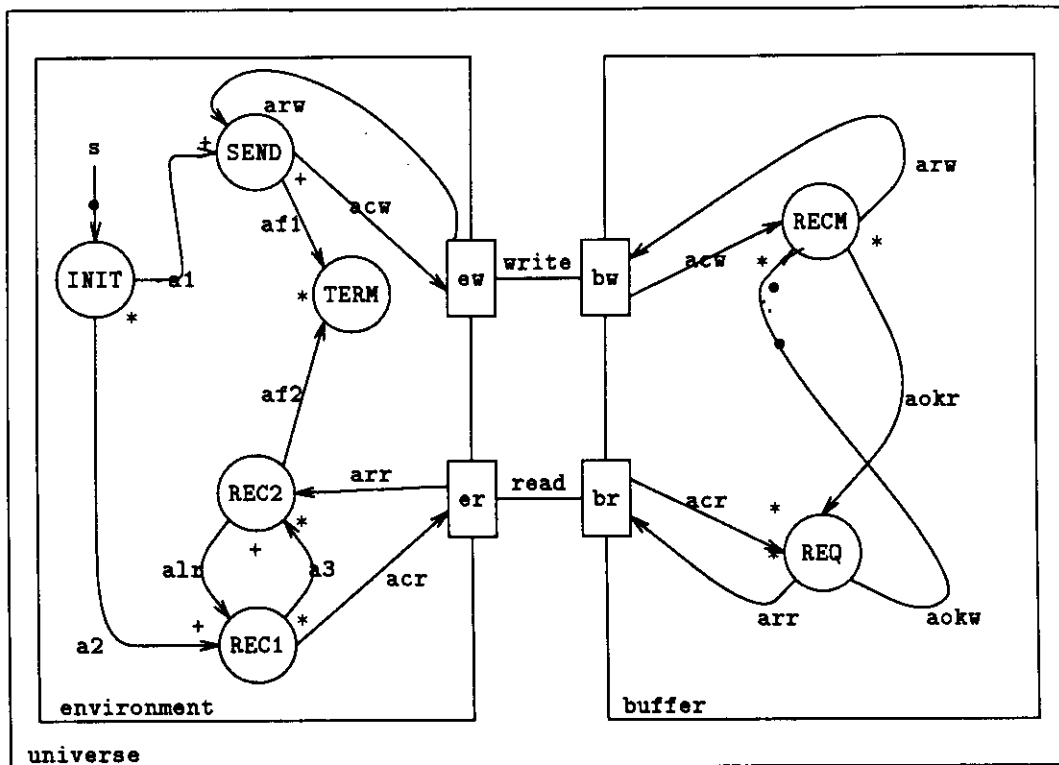 arw
s
+
SEND
+
arw
acw
RECM
af1
*
INIT
a1
*
TERM
*
ew
write
bw
acw
*
aokr
af2
REC2
arr
er
read
br
acr
*
*
+
*
REQ
alr
a3
acr
arr
aokw
a2
+
REC1
*
environment
buffer
universe